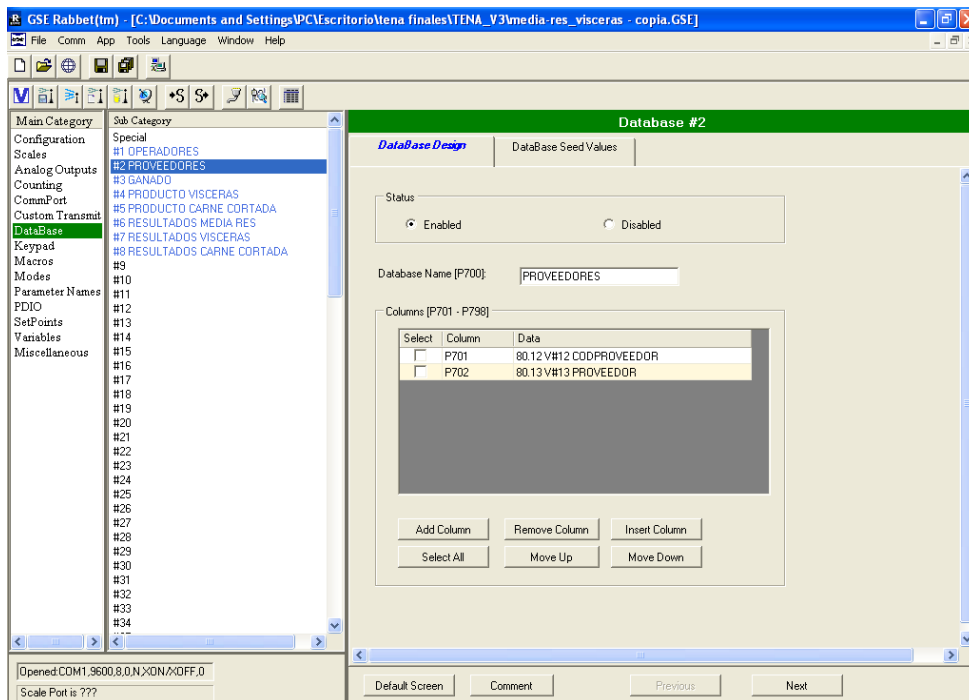 GSE Rabbet(tm) - [C:\Documents and Settings\PC\Escritorio\tena finales\TENA_V3\media-res_visceras - copia.GSE]
File Comm App Tools Language Window Help
Main Category
Configuration
Scales
Analog Outputs
Counting
CommPort
Custom Transmit
DataBase
Keypad
Macros
Modes
Parameter Names
PDIO
SetPoints
Variables
Miscellaneous
Sub Category
Special
#1 OPERADORES
#2 PROVEEDORES
#3 GANADO
#4 PRODUCTO VISCERAS
#5 PRODUCTO CARNE CORTADA
#6 RESULTADOS MEDIA RES
#7 RESULTADOS VISCERAS
#8 RESULTADOS CARNE CORTADA
#9
#10
#11
#12
#13
#14
#15
#16
#17
#18
#19
#20
#21
#22
#23
#24
#25
#26
#27
#28
#29
#30
#31
#32
#33
#34
Database #2
DataBase Design DataBase Seed Values
Status
Enabled Disabled
Database Name [P700]: PROVEEDORES
Columns [P701 - P798]
Select Column Data
P701 80.12 V#12 CODPROVEEDOR
P702 80.13 V#13 PROVEEDOR
Add Column Remove Column Insert Column
Select All Move Up Move Down
Opened:COM1,9600,8,0,N,XON/XOFF,0
Scale Port is ???
Default Screen Comment Previous Next